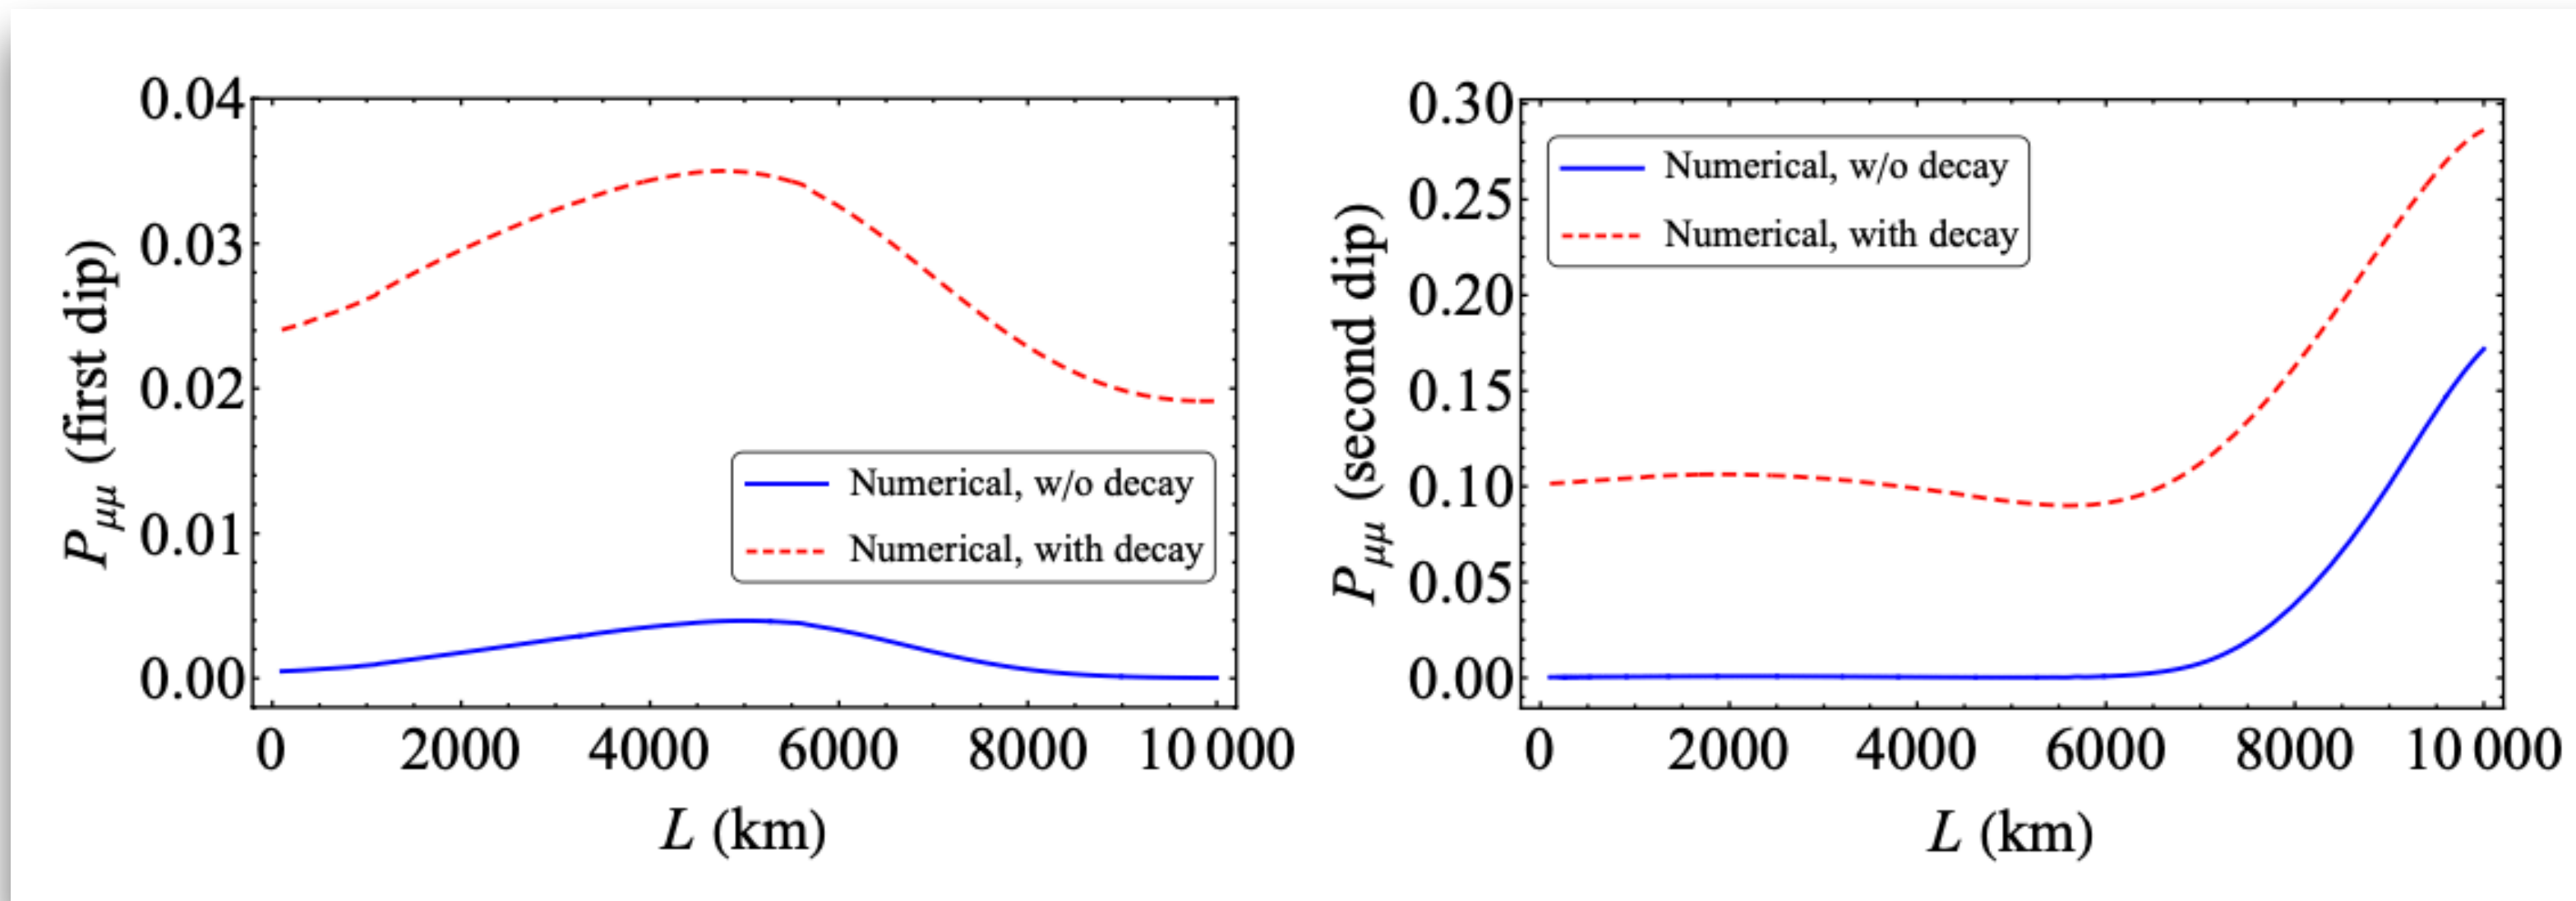 0.04
0.03
0.02
0.01
0.00
P_μμ (first dip)
Numerical, w/o decay
Numerical, with decay
0 2000 4000 6000 8000 10 000
L (km)
0.30
0.25
0.20
0.15
0.10
0.05
0.00
P_μμ (second dip)
Numerical, w/o decay
Numerical, with decay
0 2000 4000 6000 8000 10 000
L (km)